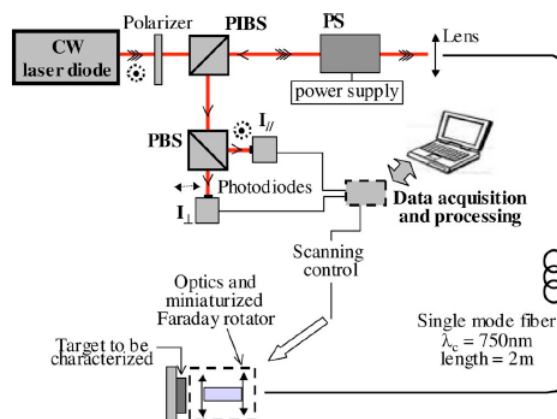 Polarizer
PIBS
PS
Lens
CW
laser diode
power supply
PBS
I//
Photodiodes
I⊥
Data acquisition
and processing
Scanning
control
Optics and
miniaturized
Faraday rotator
Target to be
characterized
Single mode fiber
λc = 750nm
length = 2m